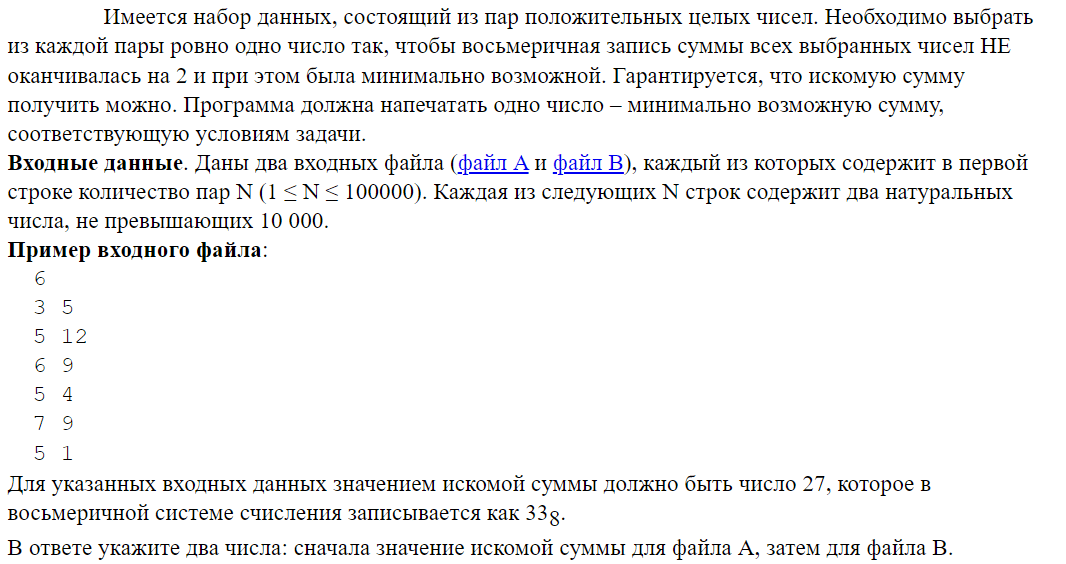 Имеется набор данных, состоящий из пар положительных целых чисел. Необходимо выбрать
из каждой пары ровно одно число так, чтобы восьмеричная запись суммы всех выбранных чисел НЕ
оканчивалась на 2 и при этом была минимально возможной. Гарантируется, что искомую сумму
получить можно. Программа должна напечатать одно число – минимально возможную сумму,
соответствующую условиям задачи.
Входные данные. Даны два входных файла (файл A и файл B), каждый из которых содержит в первой
строке количество пар N (1 ≤ N ≤ 100000). Каждая из следующих N строк содержит два натуральных
числа, не превышающих 10 000.
Пример входного файла:
6
3 5
5 12
6 9
5 4
7 9
5 1
Для указанных входных данных значением искомой суммы должно быть число 27, которое в
восьмеричной системе счисления записывается как 33₈.
В ответе укажите два числа: сначала значение искомой суммы для файла А, затем для файла B.